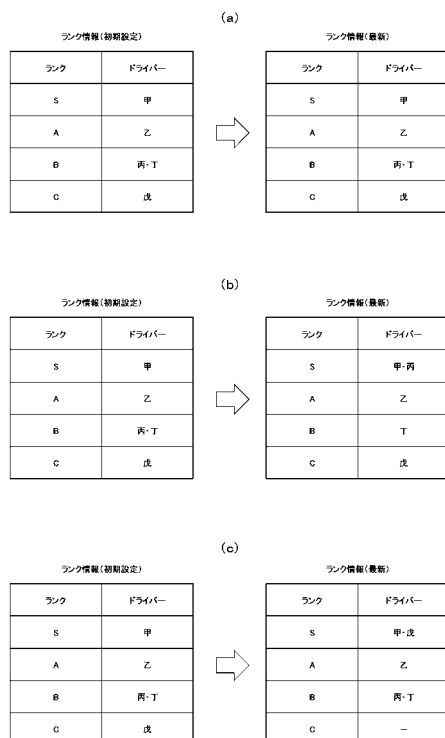 (a)
ランク情報(初期設定) ランク情報(最新)
ランク ドライバー ランク ドライバー
S 甲 S 甲
A 乙 A 乙
B 丙・丁 B 丙・丁
C 戊 C 戊
(b)
ランク情報(初期設定) ランク情報(最新)
ランク ドライバー ランク ドライバー
S 甲 S 甲・丙
A 乙 A 乙
B 丙・丁 B 丁
C 戊 C 戊
(c)
ランク情報(初期設定) ランク情報(最新)
ランク ドライバー ランク ドライバー
S 甲 S 甲・戊
A 乙 A 乙
B 丙・丁 B 丙・丁
C 戊 C －